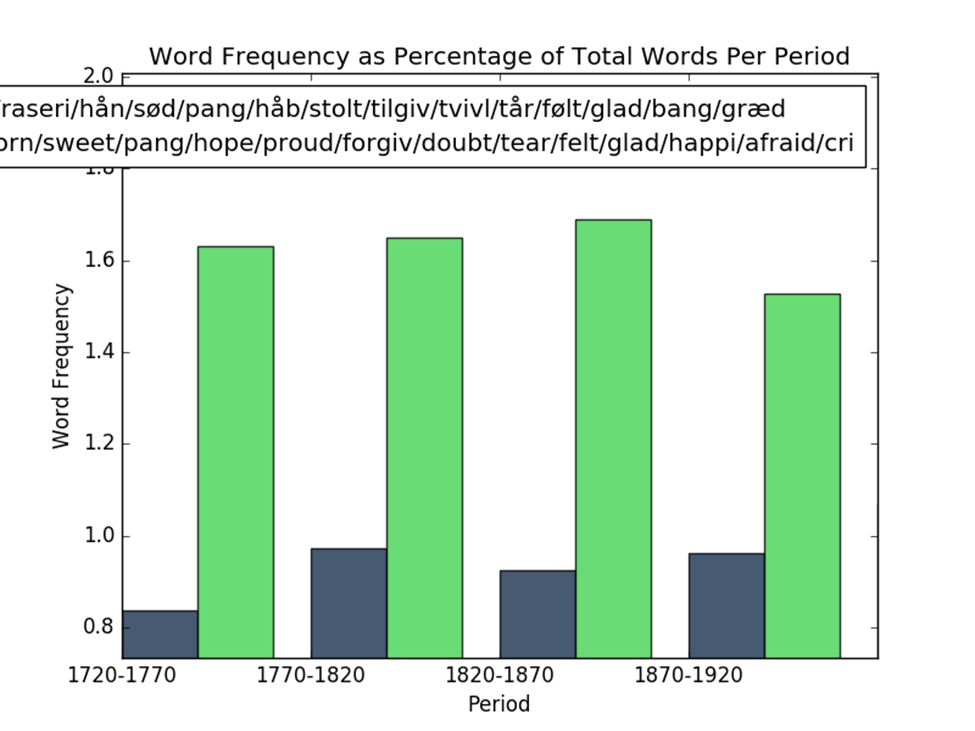 Word Frequency as Percentage of Total Words Per Period
2.0
raseri/hån/sød/pang/håb/stolt/tilgiv/tvivl/tår/følt/glad/bang/græd
orn/sweet/pang/hope/proud/forgiv/doubt/tear/felt/glad/happi/afraid/cri
1.8
1.6
1.4
1.2
1.0
0.8
Word Frequency
1720-1770 1770-1820 1820-1870 1870-1920
Period